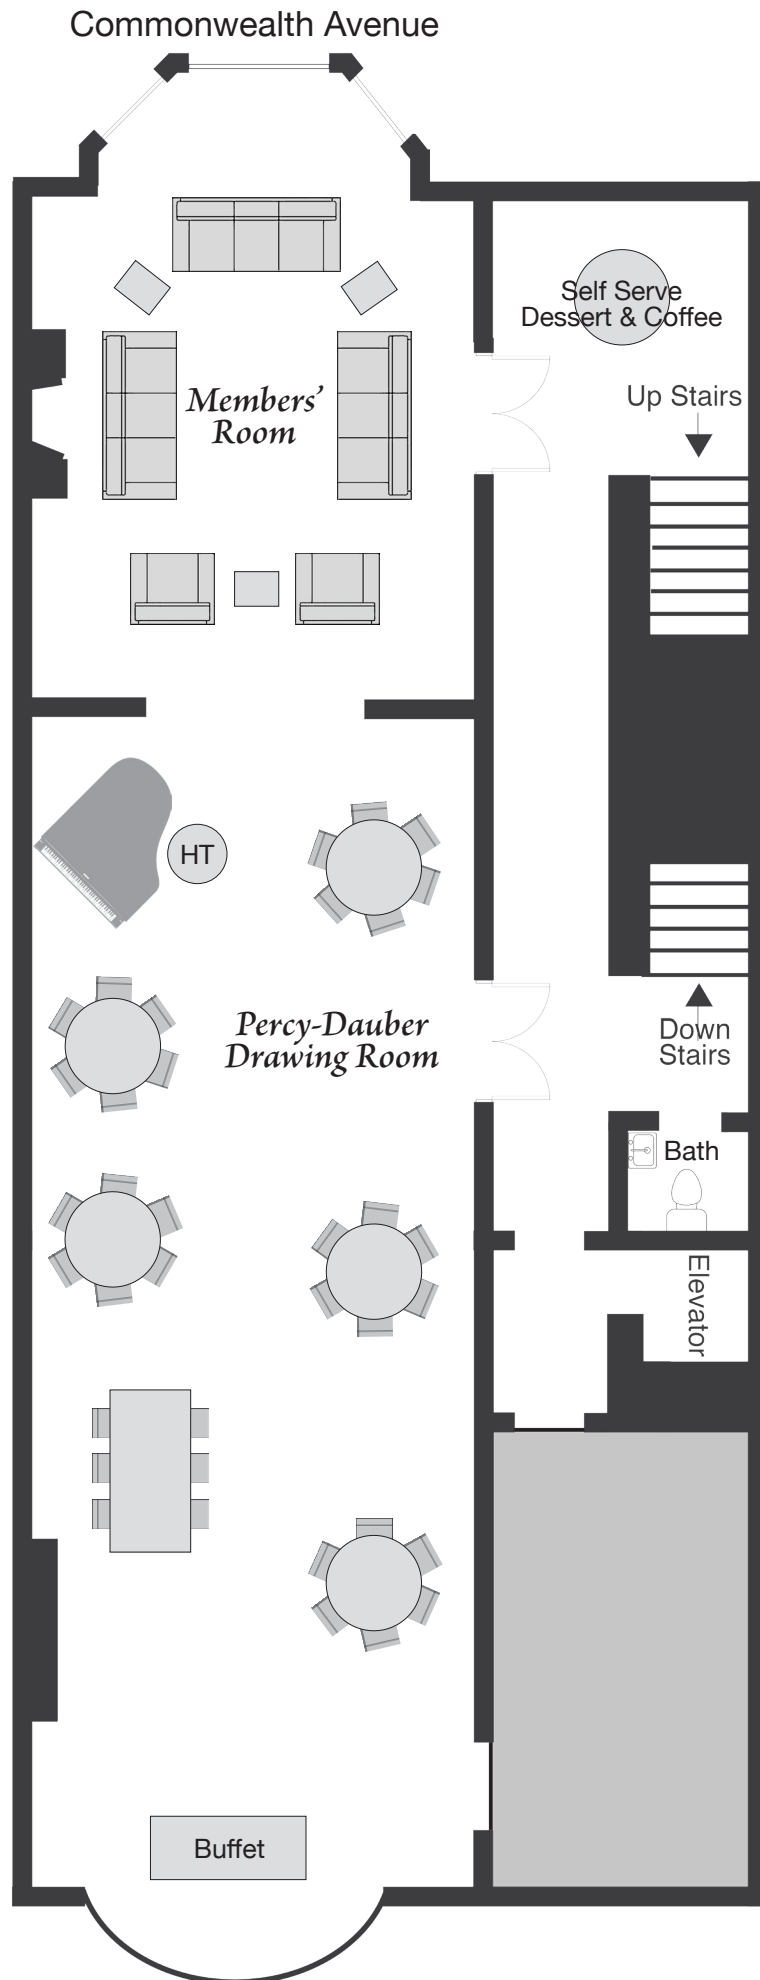 Commonwealth Avenue
Self Serve
Dessert & Coffee
Up Stairs
Members’
Room
HT
Percy-Dauber
Drawing Room
Down
Stairs
Bath
Elevator
Buffet